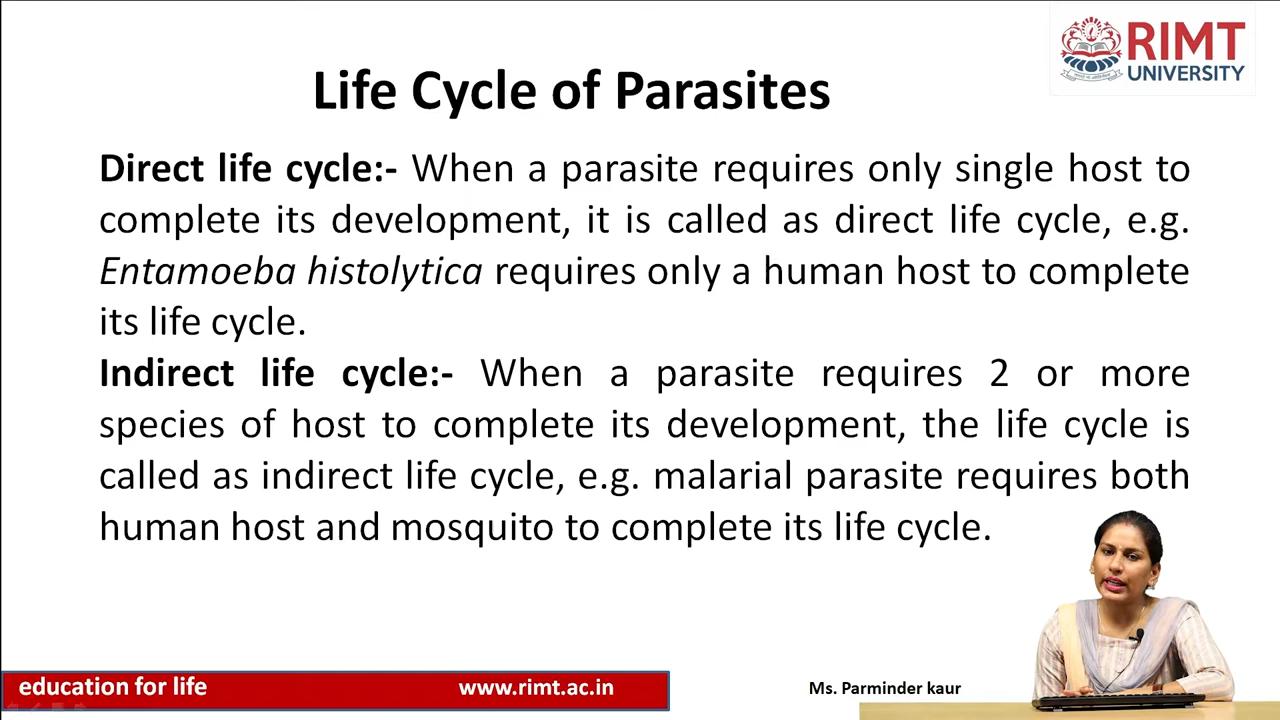 RIMT
UNIVERSITY
Life Cycle of Parasites
Direct life cycle:- When a parasite requires only single host to
complete its development, it is called as direct life cycle, e.g.
Entamoeba histolytica requires only a human host to complete
its life cycle.
Indirect life cycle:- When a parasite requires 2 or more
species of host to complete its development, the life cycle is
called as indirect life cycle, e.g. malarial parasite requires both
human host and mosquito to complete its life cycle.
education for life
www.rimt.ac.in
Ms. Parminder kaur